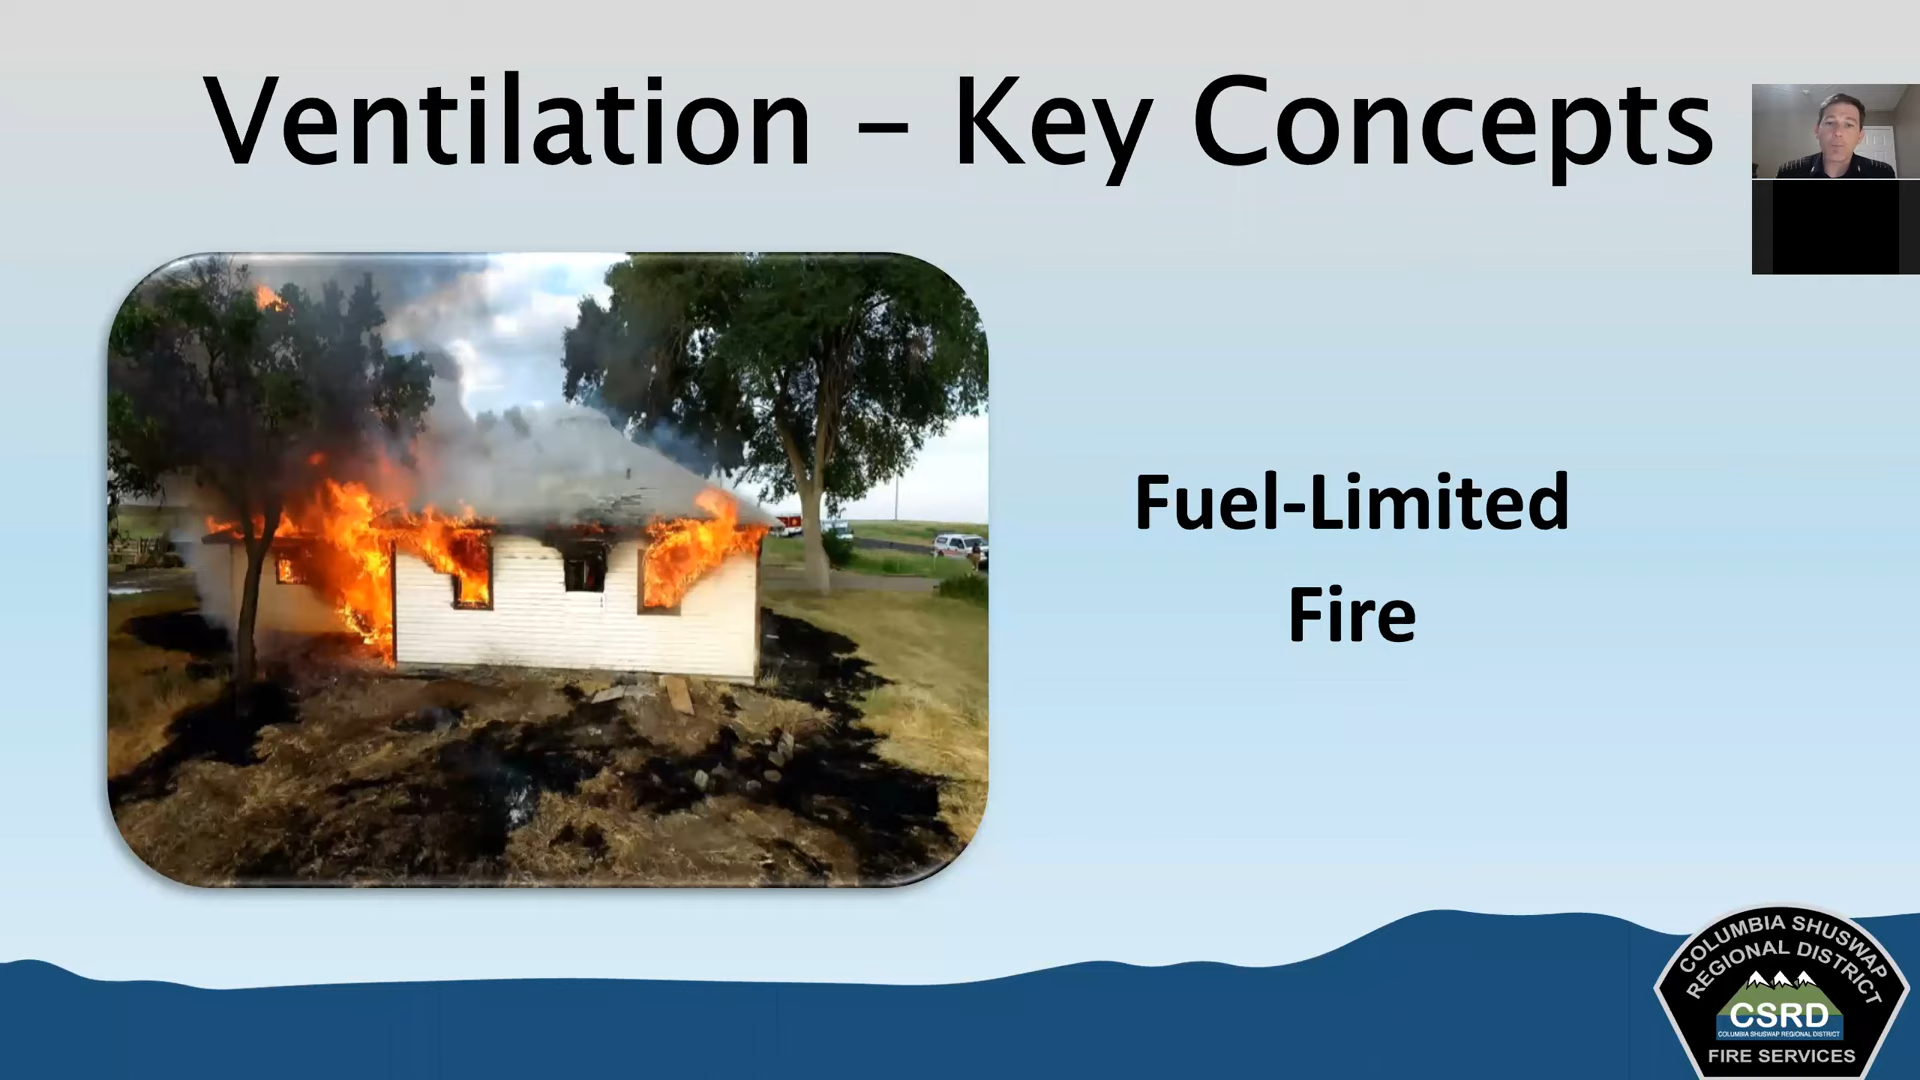 Ventilation – Key Concepts
Fuel-Limited
Fire
COLUMBIA SHUSWAP
REGIONAL DISTRICT
CSRD
COLUMBIA SHUSWAP REGIONAL DISTRICT
FIRE SERVICES